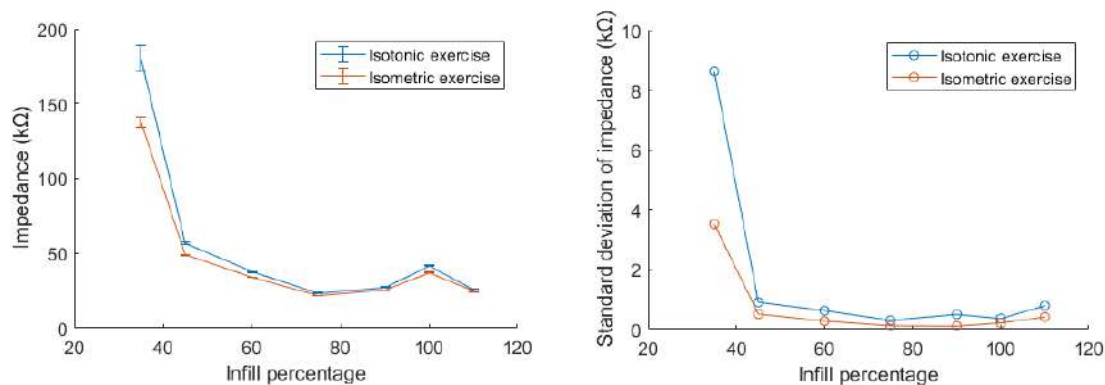 200
150
100
50
0
Impedance (kΩ)
Isotonic exercise
Isometric exercise
20
40
60
80
100
120
Infill percentage
10
8
6
4
2
0
Standard deviation of impedance (kΩ)
Isotonic exercise
Isometric exercise
20
40
60
80
100
120
Infill percentage